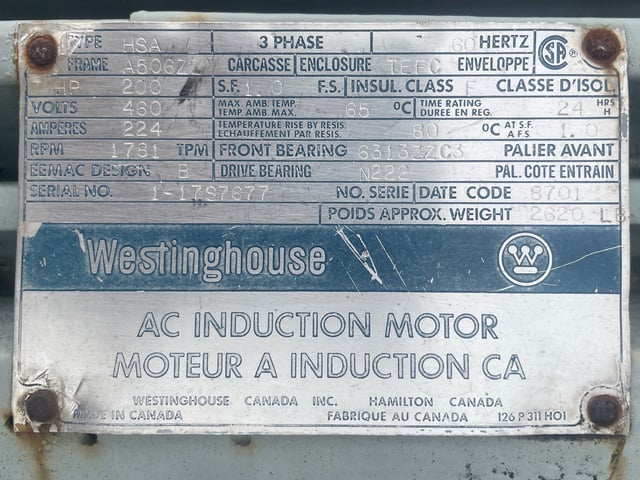 TYPE HSA 3 PHASE 60 HERTZ
FRAME A506Z CARCASSE ENCLOSURE TEFC ENVELOPPE
HP 200 S.F. 1.0 F.S. INSUL. CLASS F CLASSE D'ISOL.
VOLTS 460 MAX. AMB. TEMP. TEMP AMB. MAX. 65 °C TIME RATING DURÉE EN REG. 24 HRS H
AMPERES 224 TEMPERATURE RISE BY RESIS. ECHAUFFEMENT PAR RESIS. 80 °C AT S.F. A F.S. 1.0
RPM 1781 TPM FRONT BEARING 6313ZZC3 PALIER AVANT
EEMAC DESIGN B DRIVE BEARING N222 PAL. COTE ENTRAIN
SERIAL NO. 1-17S7677 NO. SERIE DATE CODE 8701
POIDS APPROX. WEIGHT 2620 LB
Westinghouse W
AC INDUCTION MOTOR
MOTEUR A INDUCTION CA
WESTINGHOUSE CANADA INC. HAMILTON CANADA
MADE IN CANADA FABRIQUE AU CANADA 126 P 311 H01